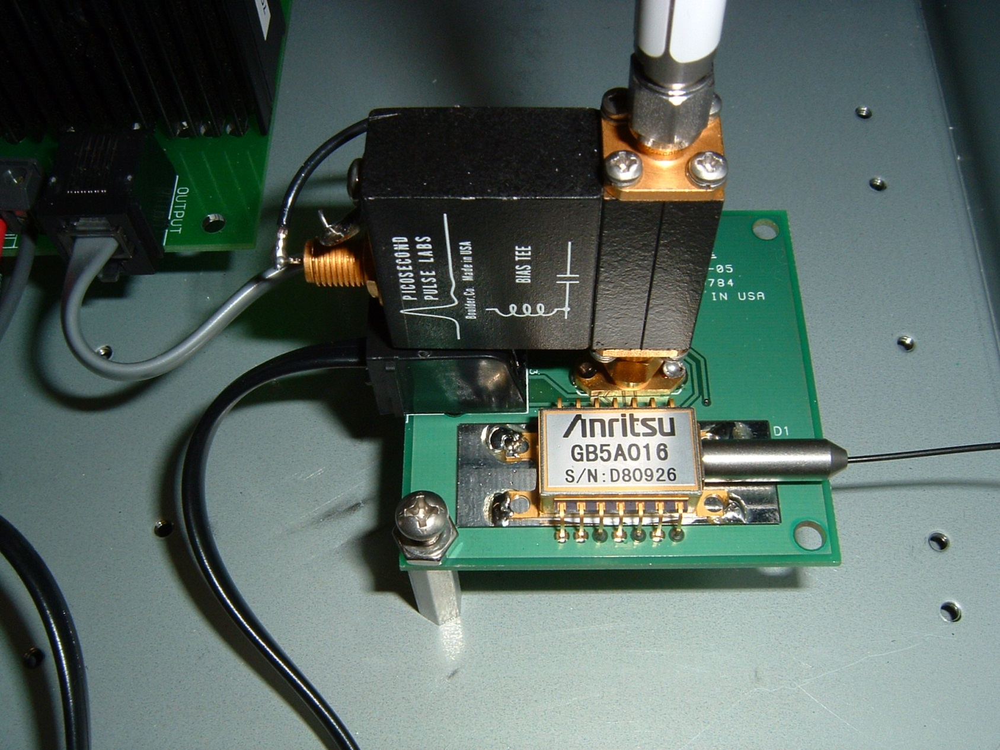 OUTPUT
PICOSECOND
PULSE LABS
Boulder.Co. Made in USA
BIAS TEE
-05
784
IN USA
3
D1
Anritsu
GB5A016
S/N:D80926